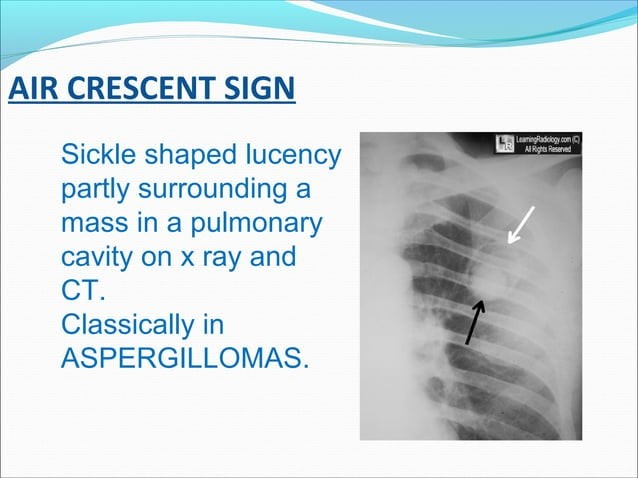 AIR CRESCENT SIGN
Sickle shaped lucency
partly surrounding a
mass in a pulmonary
cavity on x ray and
CT.
Classically in
ASPERGILLOMAS.
LearningRadiology.com (C)
All Rights Reserved